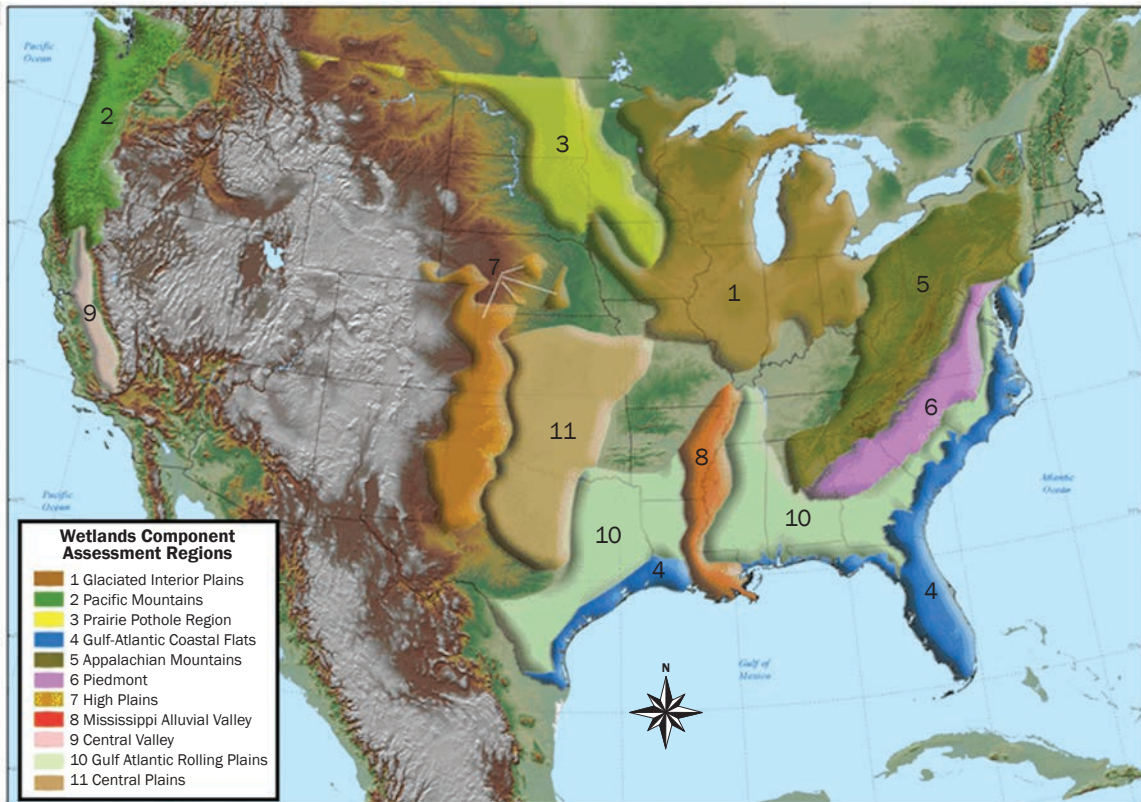 Pacific
Ocean
2
3
7
1
5
9
6
11
8
Atlantic
Ocean
Pacific
Ocean
10
10
4
4
N
Gulf of
Mexico
Wetlands Component
Assessment Regions
1 Glaciated Interior Plains
2 Pacific Mountains
3 Prairie Pothole Region
4 Gulf-Atlantic Coastal Flats
5 Appalachian Mountains
6 Piedmont
7 High Plains
8 Mississippi Alluvial Valley
9 Central Valley
10 Gulf Atlantic Rolling Plains
11 Central Plains